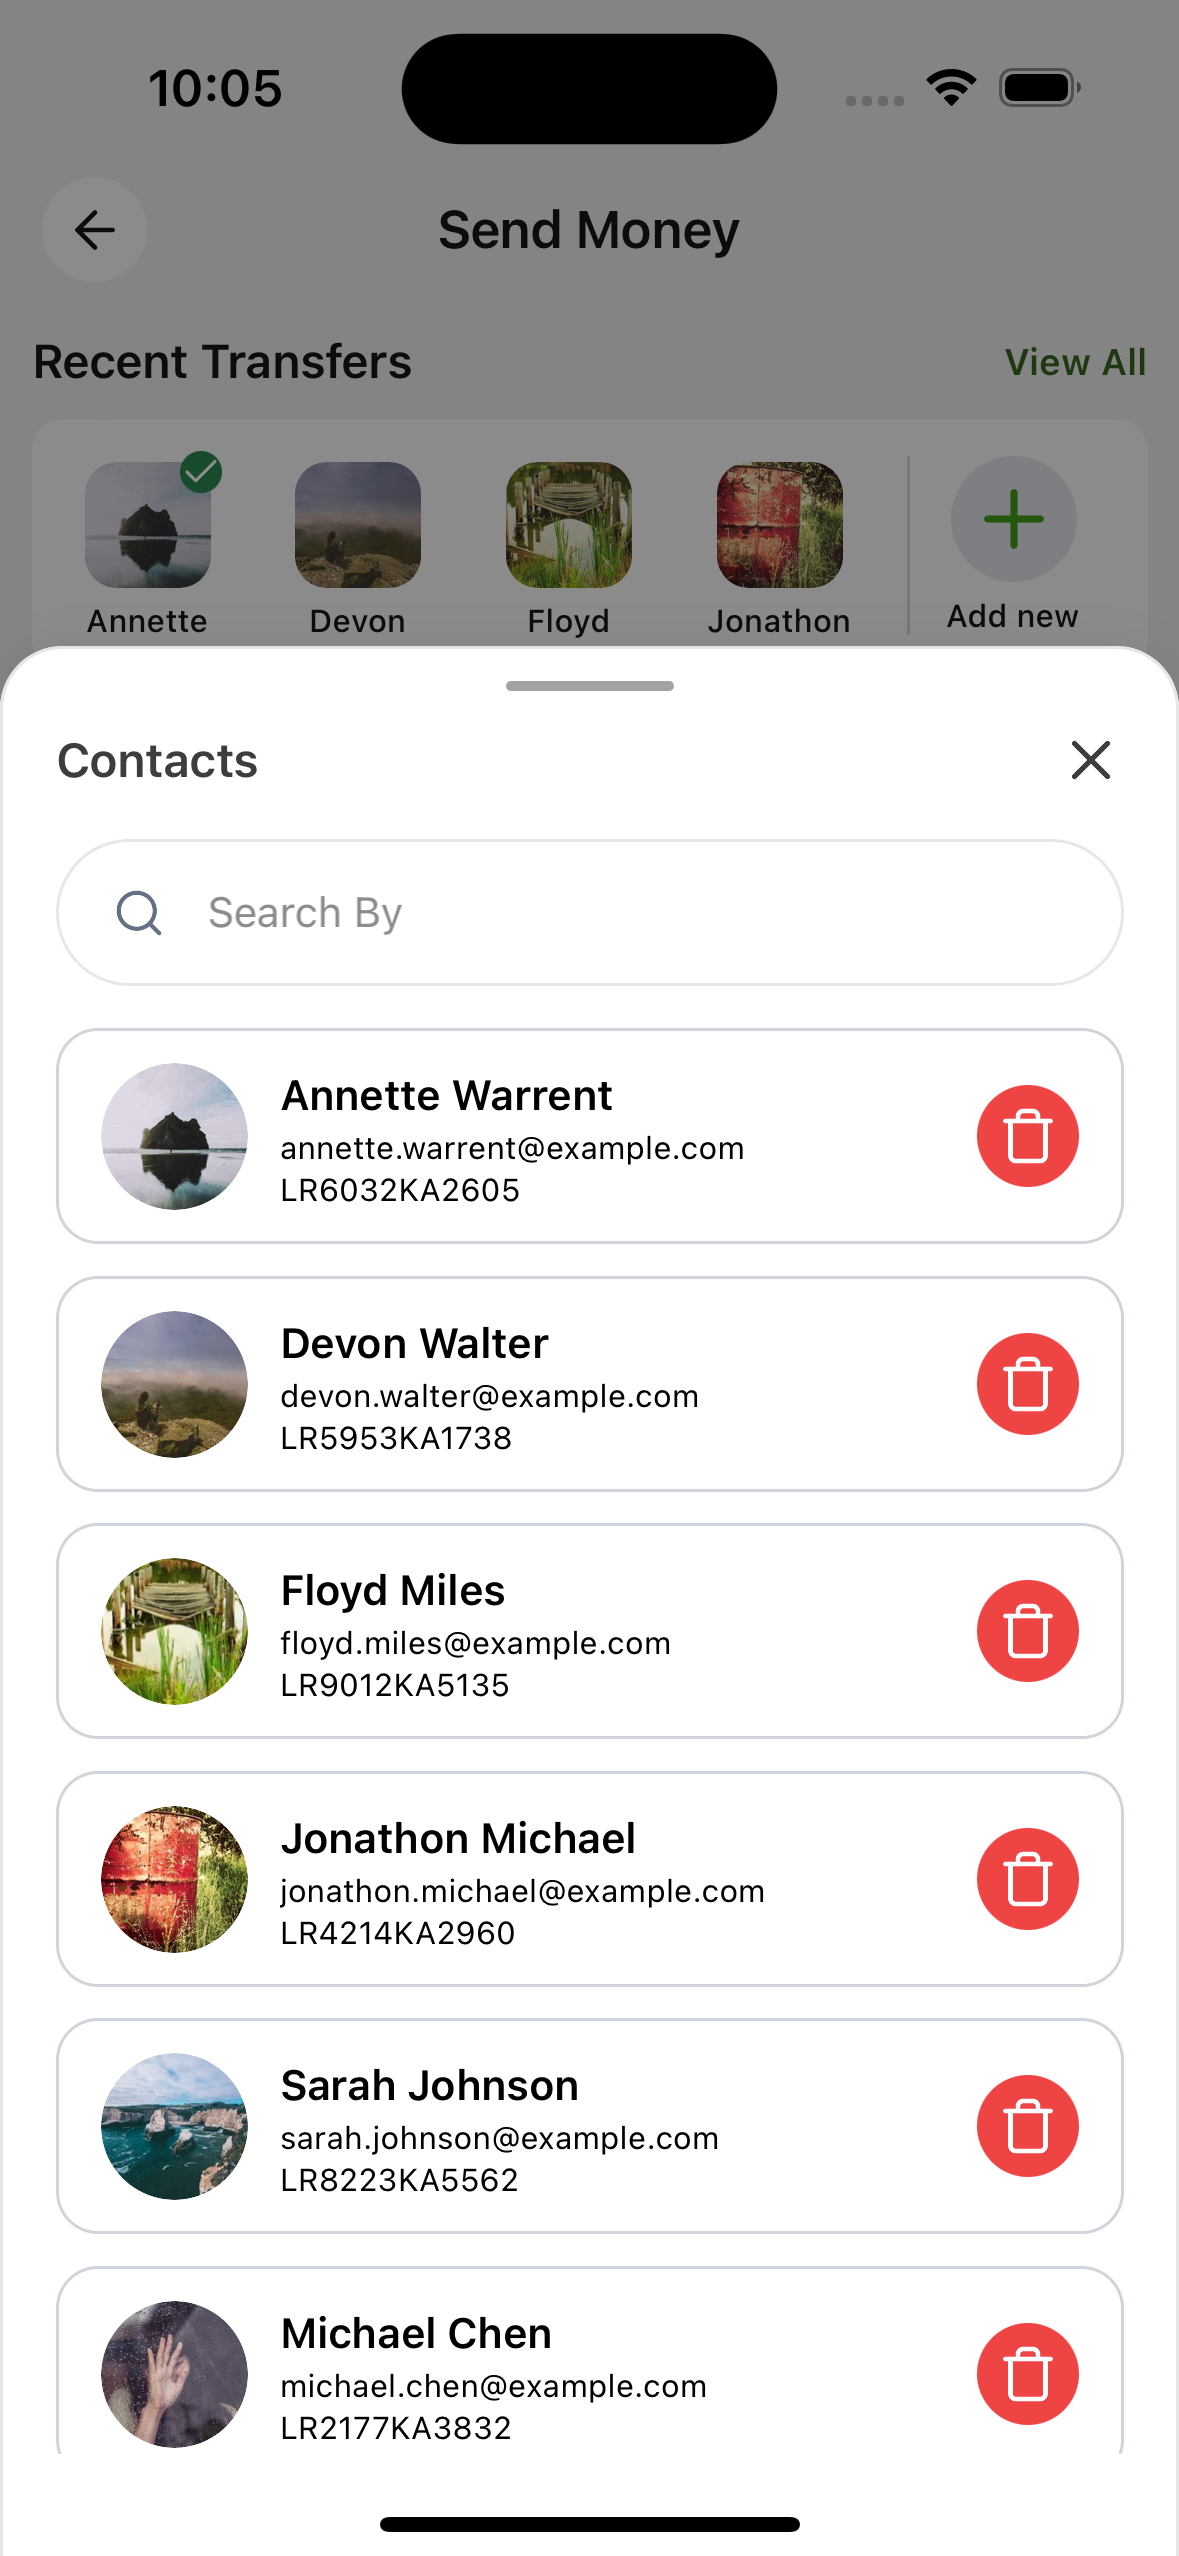 10:05
Send Money
Recent Transfers
View All
Annette
Devon
Floyd
Jonathon
Add new
Contacts
Search By
Annette Warrent
annette.warrent@example.com
LR6032KA2605
Devon Walter
devon.walter@example.com
LR5953KA1738
Floyd Miles
floyd.miles@example.com
LR9012KA5135
Jonathon Michael
jonathon.michael@example.com
LR4214KA2960
Sarah Johnson
sarah.johnson@example.com
LR8223KA5562
Michael Chen
michael.chen@example.com
LR2177KA3832